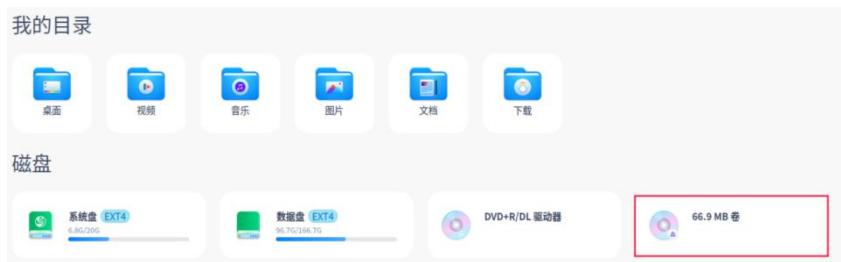 我的目录
桌面
视频
音乐
图片
文档
下载
磁盘
系统盘 EXT4
6.8G/20G
数据盘 EXT4
96.7G/166.7G
DVD+R/DL 驱动器
66.9 MB 卷